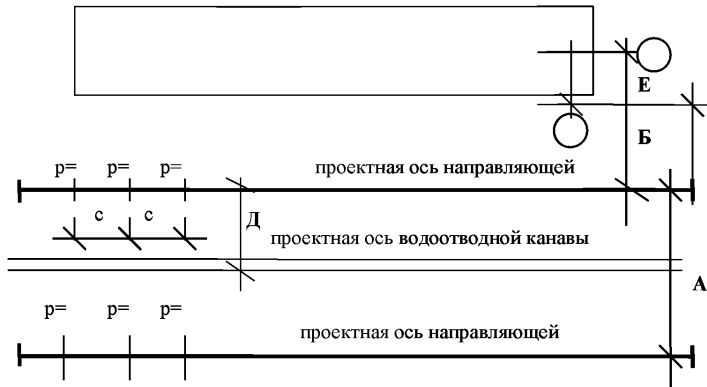 Е
Б
р= р= р= проектная ось направляющей
с с
Д
проектная ось водоотводной канавы
А
р= р= р=
проектная ось направляющей